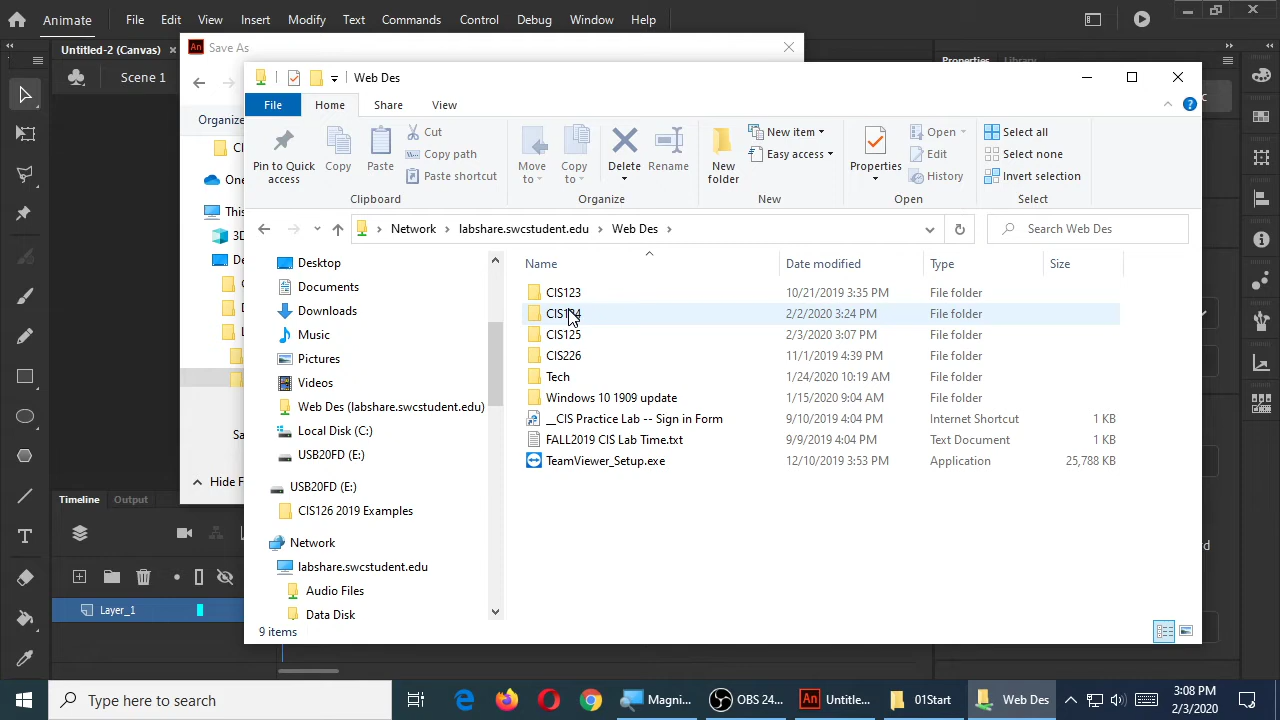 Animate File Edit View Insert Modify Text Commands Control Debug Window Help
Untitled-2 (Canvas) ×
An Save As
Scene 1
Web Des
Properties Library
File Home Share View
Organize
Pin to Quick access
Copy
Paste
Cut
Copy path
Paste shortcut
Move to
Copy to
Delete
Rename
New folder
New item
Easy access
Properties
Open
Edit
History
Select all
Select none
Invert selection
Clipboard Organize New Open Select
Network labshare.swcstudent.edu Web Des
Search Web Des
One
This
3D
Hide F
Desktop
Documents
Downloads
Music
Pictures
Videos
Web Des (labshare.swcstudent.edu)
Local Disk (C:)
USB20FD (E:)
USB20FD (E:)
CIS126 2019 Examples
Network
labshare.swcstudent.edu
Audio Files
Data Disk
Name Date modified Type Size
CIS123 10/21/2019 3:35 PM File folder
CIS124 2/2/2020 3:24 PM File folder
CIS125 2/3/2020 3:07 PM File folder
CIS226 11/1/2019 4:39 PM File folder
Tech 1/24/2020 10:19 AM File folder
Windows 10 1909 update 1/15/2020 9:04 AM File folder
__CIS Practice Lab -- Sign in Form 9/10/2019 4:04 PM Internet Shortcut 1 KB
FALL2019 CIS Lab Time.txt 9/9/2019 4:04 PM Text Document 1 KB
TeamViewer_Setup.exe 12/10/2019 3:53 PM Application 25,788 KB
9 items
Timeline Output
Layer_1
Type here to search
Magni...
OBS 24...
An Untitle...
01Start
Web Des
3:08 PM
2/3/2020